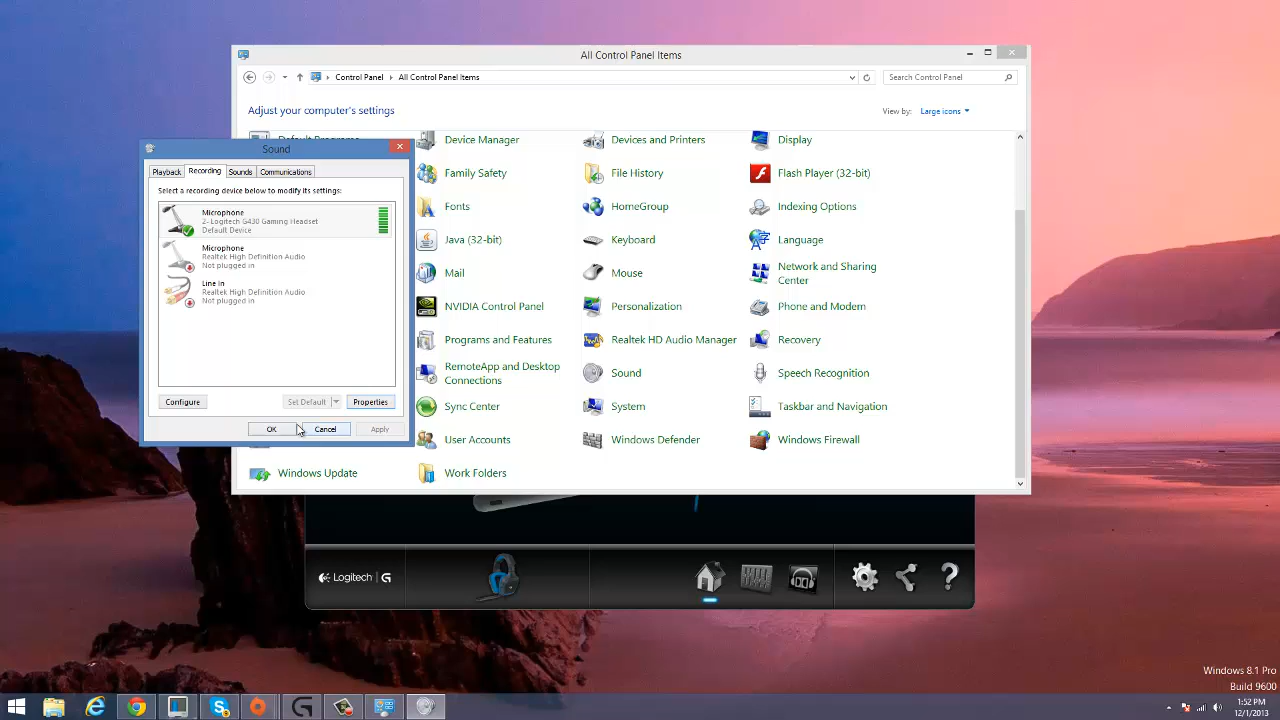 All Control Panel Items
Control Panel
All Control Panel Items
Search Control Panel
Adjust your computer's settings
View by:
Large icons
Device Manager
Devices and Printers
Display
Family Safety
File History
Flash Player (32-bit)
Fonts
HomeGroup
Indexing Options
Java (32-bit)
Keyboard
Language
Mail
Mouse
Network and Sharing
Center
NVIDIA Control Panel
Personalization
Phone and Modem
Programs and Features
Realtek HD Audio Manager
Recovery
RemoteApp and Desktop
Connections
Sound
Speech Recognition
Sync Center
System
Taskbar and Navigation
User Accounts
Windows Defender
Windows Firewall
Windows Update
Work Folders
Sound
Playback
Recording
Sounds
Communications
Select a recording device below to modify its settings:
Microphone
2- Logitech G430 Gaming Headset
Default Device
Microphone
Realtek High Definition Audio
Not plugged in
Line In
Realtek High Definition Audio
Not plugged in
Configure
Set Default
Properties
OK
Cancel
Apply
Logitech | G
Windows 8.1 Pro
Build 9600
1:52 PM
12/1/2013